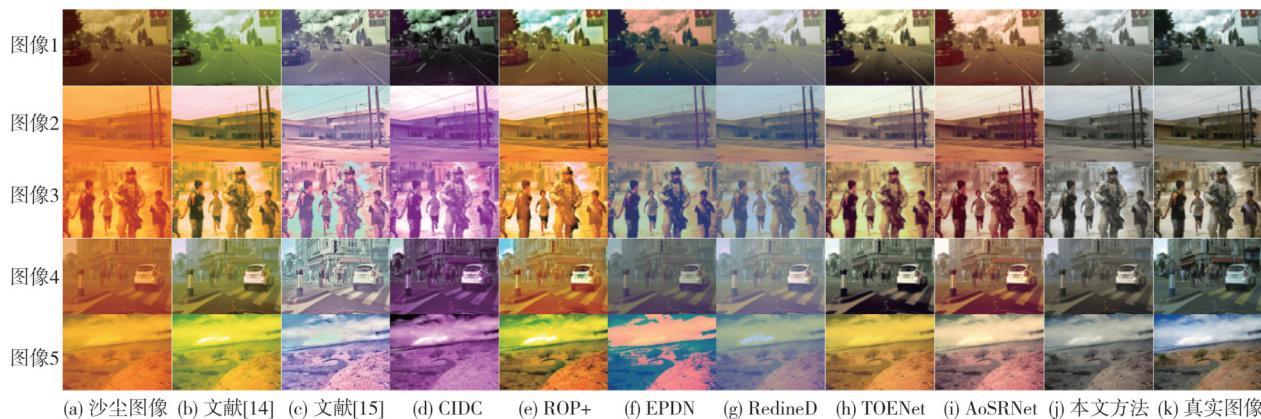 图像1
图像2
图像3
图像4
图像5
(a) 沙尘图像 (b) 文献[14] (c) 文献[15] (d) CIDC (e) ROP+ (f) EPDN (g) RedineD (h) TOENet (i) AoSRNet (j) 本文方法 (k) 真实图像